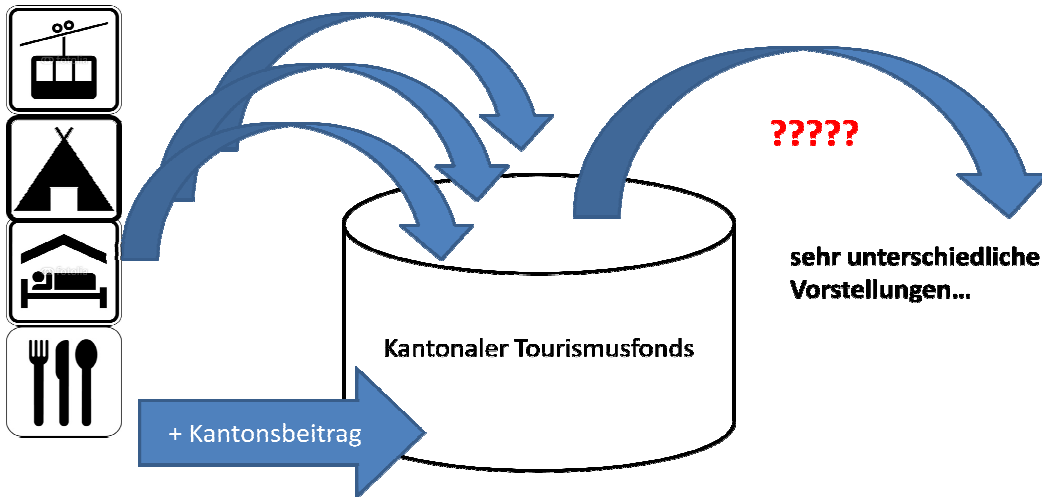 ?????
sehr unterschiedliche
Vorstellungen...
Kantonaler Tourismusfonds
+ Kantonsbeitrag